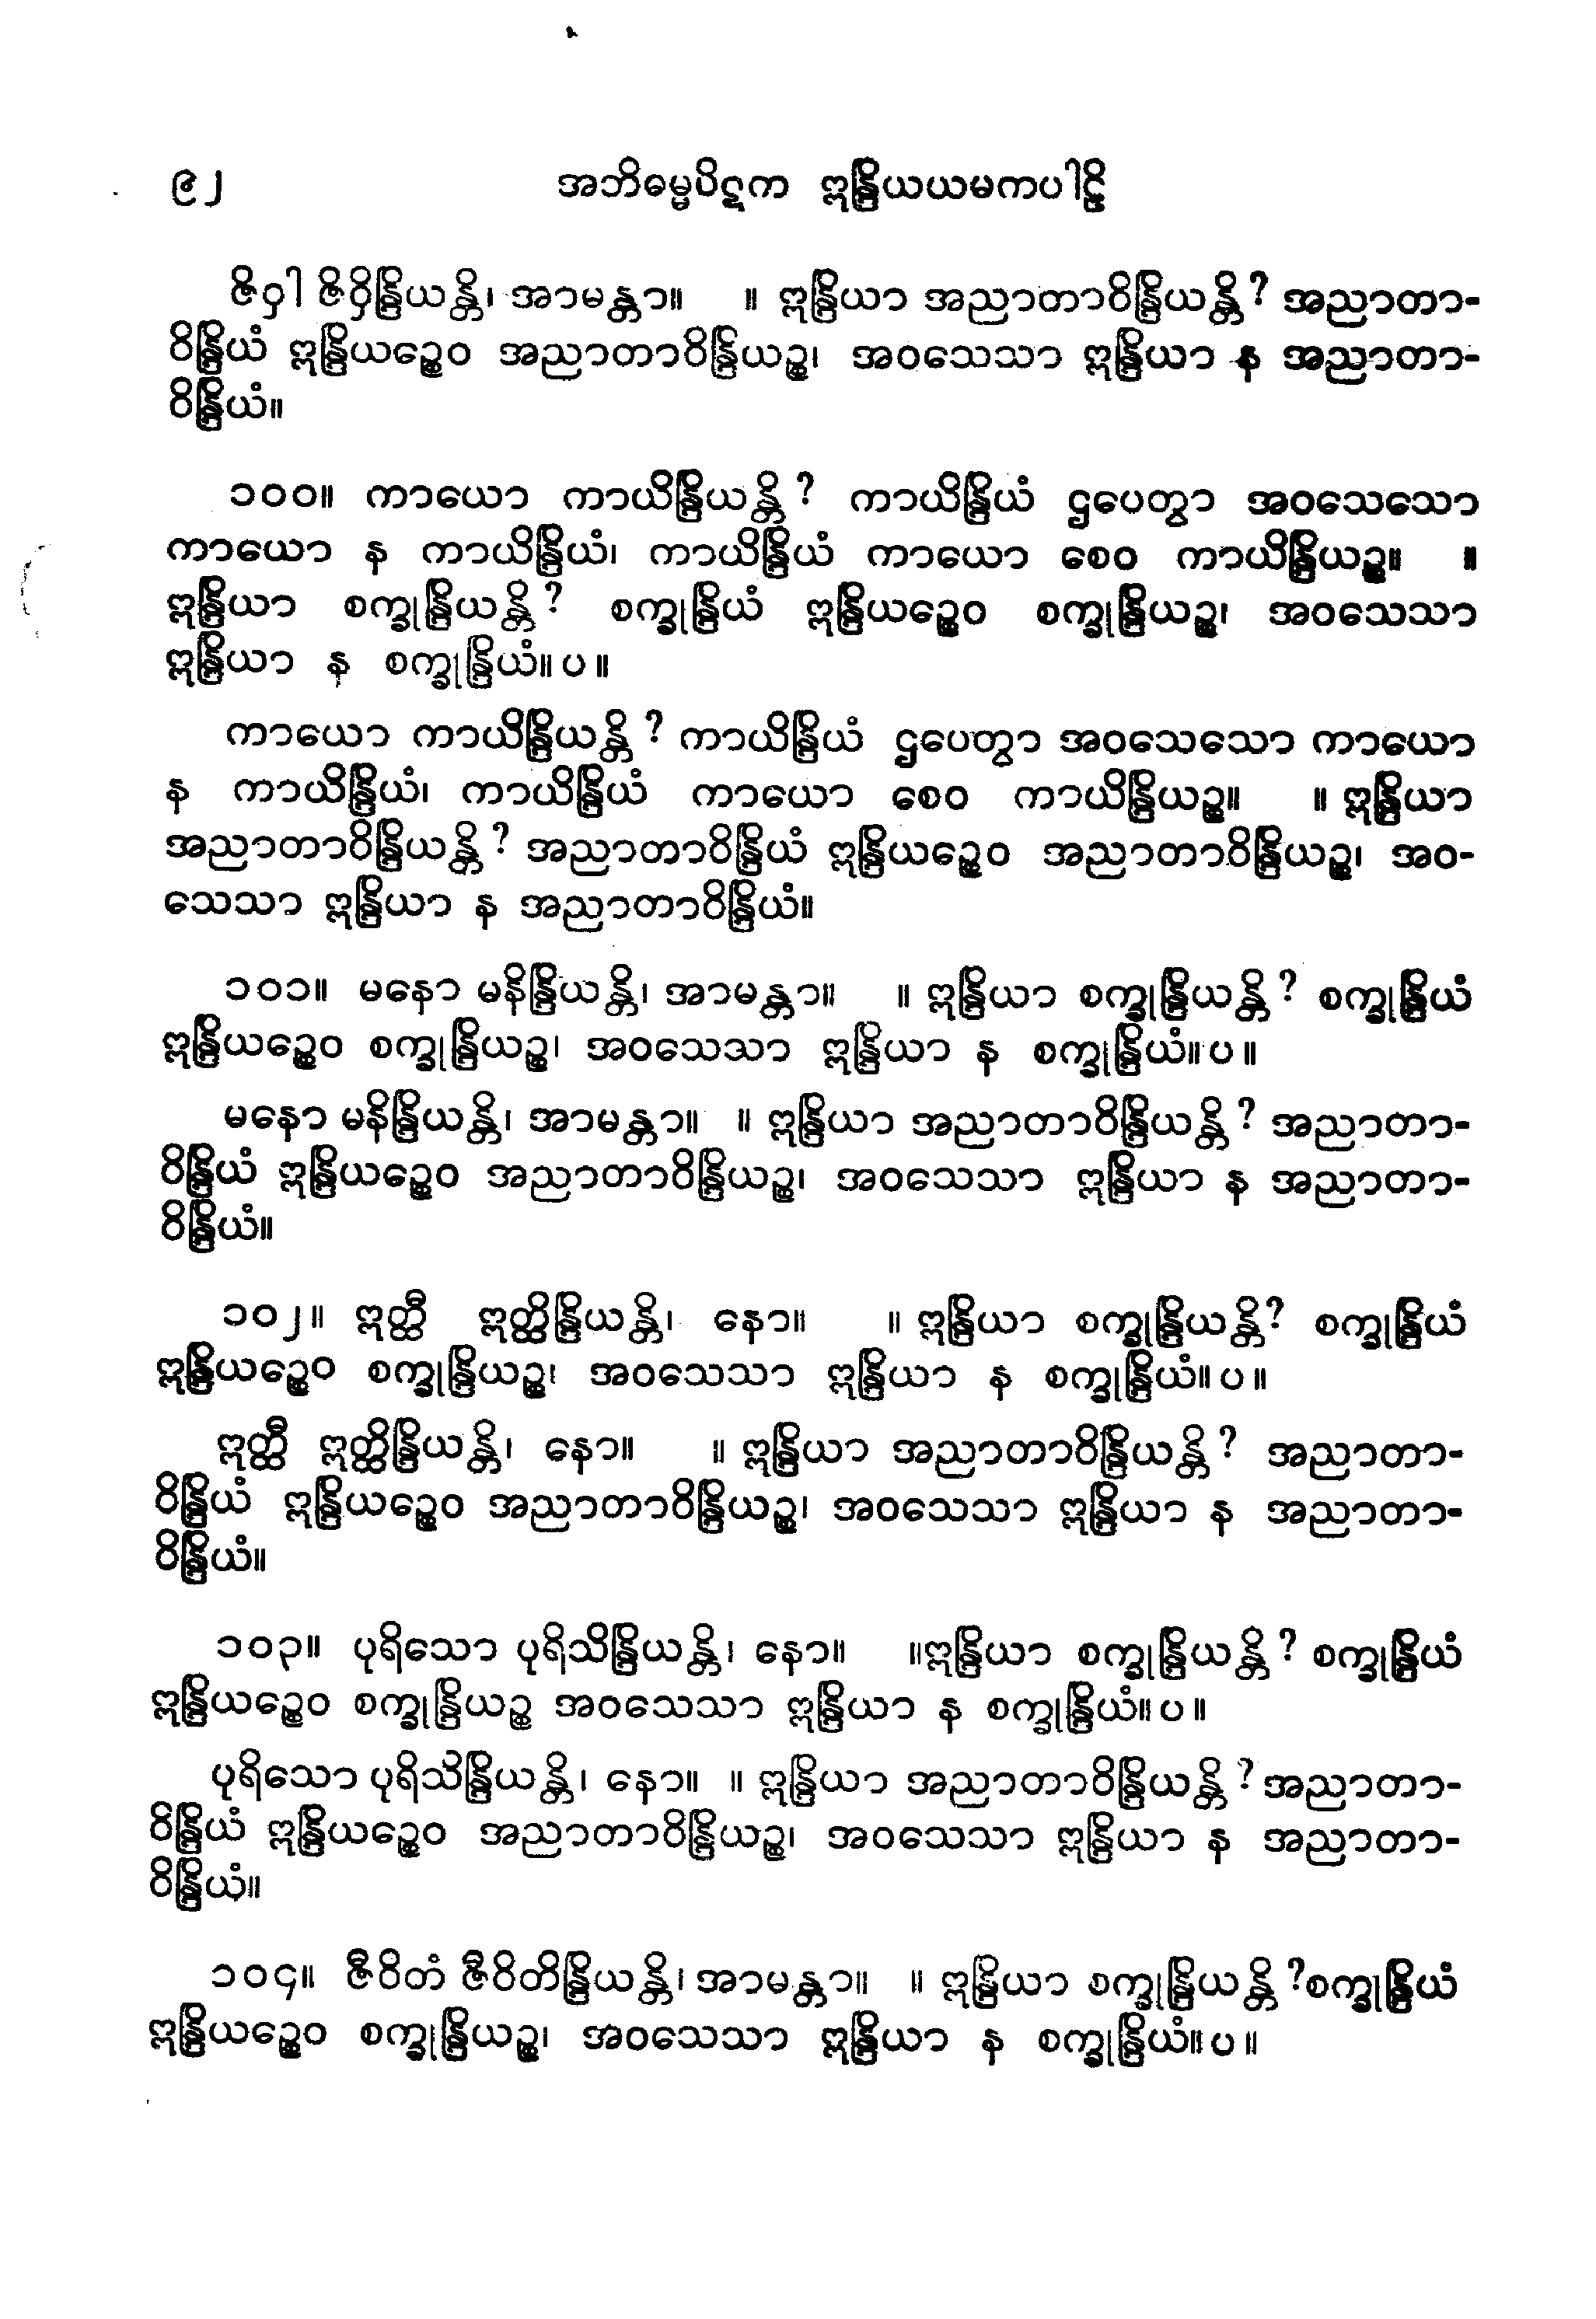 ၉၂ အဘိဓမ္မပိဋက ဣန္ဒြိယယမကပါဠိ
ဇိဝှါ ဇိဝှိန္ဒြိယန္တိ၊ အာမန္တာ။ ။ ဣန္ဒြိယာ အညာတာဝိန္ဒြိယန္တိ? အညာတာ-
ဝိန္ဒြိယံ ဣန္ဒြိယဉ္စေဝ အညာတာဝိန္ဒြိယဉ္စ၊ အဝသေသာ ဣန္ဒြိယာ န အညာတာ-
ဝိန္ဒြိယံ။
၁၀၀။ ကာယော ကာယိန္ဒြိယန္တိ? ကာယိန္ဒြိယံ ဌပေတွာ အဝသေသော
ကာယော န ကာယိန္ဒြိယံ၊ ကာယိန္ဒြိယံ ကာယော စေဝ ကာယိန္ဒြိယဉ္စ။ ။
ဣန္ဒြိယာ စက္ခုန္ဒြိယန္တိ? စက္ခုန္ဒြိယံ ဣန္ဒြိယဉ္စေဝ စက္ခုန္ဒြိယဉ္စ၊ အဝသေသာ
ဣန္ဒြိယာ န စက္ခုန္ဒြိယံ။ ပ ။
ကာယော ကာယိန္ဒြိယန္တိ? ကာယိန္ဒြိယံ ဌပေတွာ အဝသေသော ကာယော
န ကာယိန္ဒြိယံ၊ ကာယိန္ဒြိယံ ကာယော စေဝ ကာယိန္ဒြိယဉ္စ။ ။ ဣန္ဒြိယာ
အညာတာဝိန္ဒြိယန္တိ? အညာတာဝိန္ဒြိယံ ဣန္ဒြိယဉ္စေဝ အညာတာဝိန္ဒြိယဉ္စ၊ အဝ-
သေသာ ဣန္ဒြိယာ န အညာတာဝိန္ဒြိယံ။
၁၀၁။ မနော မနိန္ဒြိယန္တိ၊ အာမန္တာ။ ။ ဣန္ဒြိယာ စက္ခုန္ဒြိယန္တိ? စက္ခုန္ဒြိယံ
ဣန္ဒြိယဉ္စေဝ စက္ခုန္ဒြိယဉ္စ၊ အဝသေသာ ဣန္ဒြိယာ န စက္ခုန္ဒြိယံ။ ပ ။
မနော မနိန္ဒြိယန္တိ၊ အာမန္တာ။ ။ ဣန္ဒြိယာ အညာတာဝိန္ဒြိယန္တိ? အညာတာ-
ဝိန္ဒြိယံ ဣန္ဒြိယဉ္စေဝ အညာတာဝိန္ဒြိယဉ္စ၊ အဝသေသာ ဣန္ဒြိယာ န အညာတာ-
ဝိန္ဒြိယံ။
၁၀၂။ ဣတ္ထီ ဣတ္ထိန္ဒြိယန္တိ၊ နော။ ။ ဣန္ဒြိယာ စက္ခုန္ဒြိယန္တိ? စက္ခုန္ဒြိယံ
ဣန္ဒြိယဉ္စေဝ စက္ခုန္ဒြိယဉ္စ၊ အဝသေသာ ဣန္ဒြိယာ န စက္ခုန္ဒြိယံ။ ပ ။
ဣတ္ထီ ဣတ္ထိန္ဒြိယန္တိ၊ နော။ ။ ဣန္ဒြိယာ အညာတာဝိန္ဒြိယန္တိ? အညာတာ-
ဝိန္ဒြိယံ ဣန္ဒြိယဉ္စေဝ အညာတာဝိန္ဒြိယဉ္စ၊ အဝသေသာ ဣန္ဒြိယာ န အညာတာ-
ဝိန္ဒြိယံ။
၁၀၃။ ပုရိသော ပုရိသိန္ဒြိယန္တိ၊ နော။ ။ဣန္ဒြိယာ စက္ခုန္ဒြိယန္တိ? စက္ခုန္ဒြိယံ
ဣန္ဒြိယဉ္စေဝ စက္ခုန္ဒြိယဉ္စ အဝသေသာ ဣန္ဒြိယာ န စက္ခုန္ဒြိယံ။ ပ ။
ပုရိသော ပုရိသိန္ဒြိယန္တိ၊ နော။ ။ ဣန္ဒြိယာ အညာတာဝိန္ဒြိယန္တိ? အညာတာ-
ဝိန္ဒြိယံ ဣန္ဒြိယဉ္စေဝ အညာတာဝိန္ဒြိယဉ္စ၊ အဝသေသာ ဣန္ဒြိယာ န အညာတာ-
ဝိန္ဒြိယံ။
၁၀၄။ ဇီဝိတံ ဇီဝိတိန္ဒြိယန္တိ၊ အာမန္တာ။ ။ ဣန္ဒြိယာ စက္ခုန္ဒြိယန္တိ?စက္ခုန္ဒြိယံ
ဣန္ဒြိယဉ္စေဝ စက္ခုန္ဒြိယဉ္စ၊ အဝသေသာ ဣန္ဒြိယာ န စက္ခုန္ဒြိယံ။ ပ ။